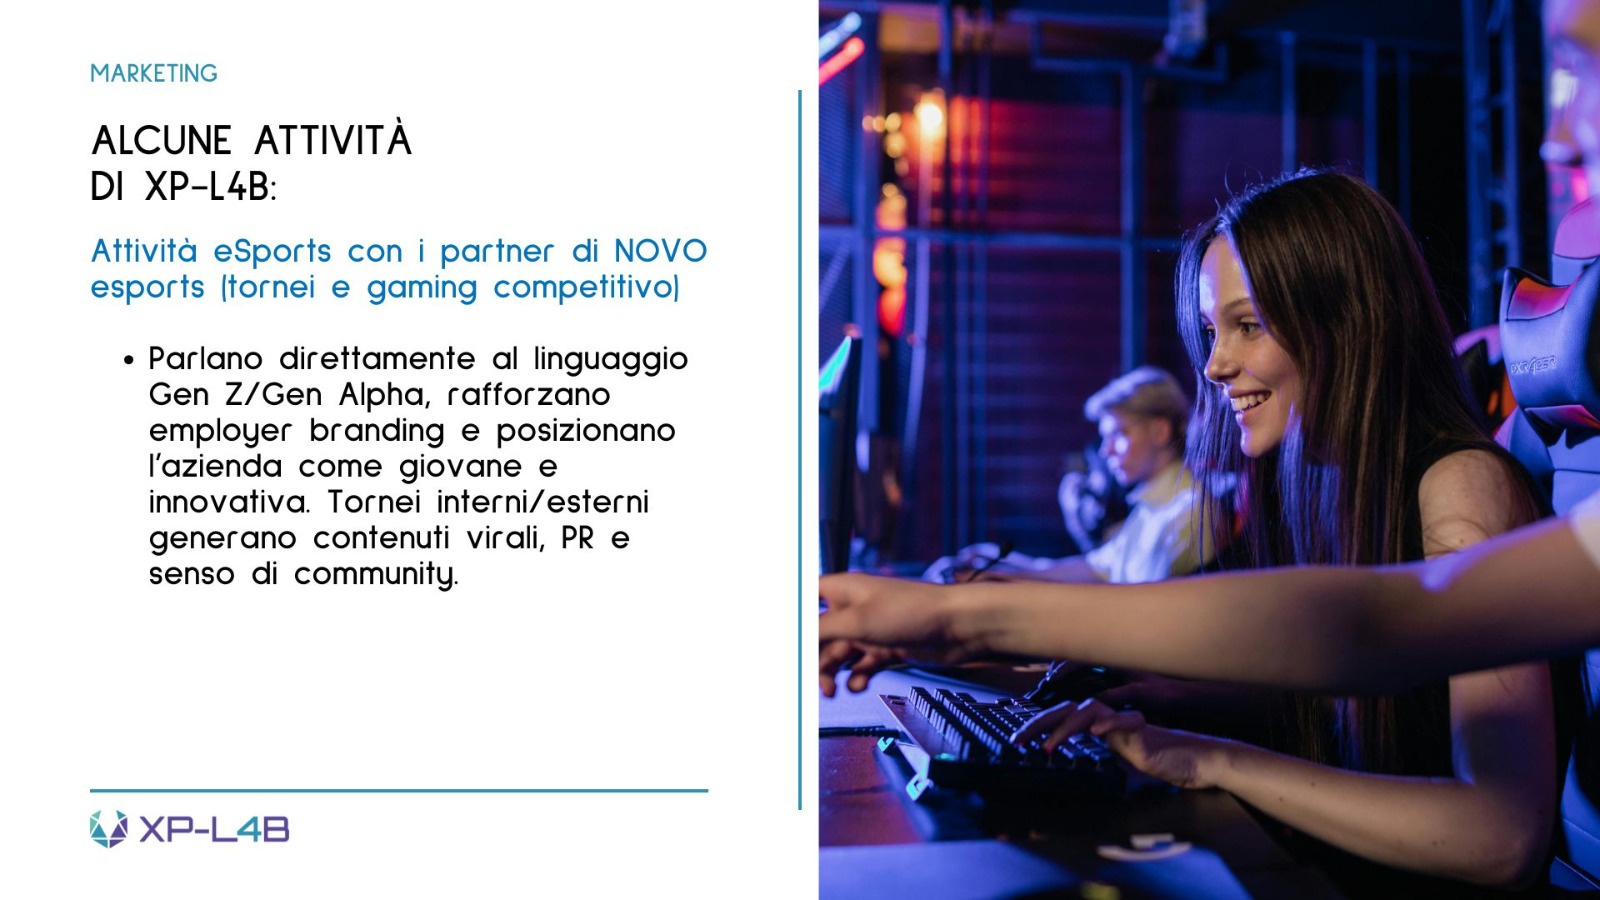 MARKETING
ALCUNE ATTIVITÀ
DI XP-L4B:
Attività eSports con i partner di NOVO
esports (tornei e gaming competitivo)
• Parlano direttamente al linguaggio
Gen Z/Gen Alpha, rafforzano
employer branding e posizionano
l'azienda come giovane e
innovativa. Tornei interni/esterni
generano contenuti virali, PR e
senso di community.
XP-L4B